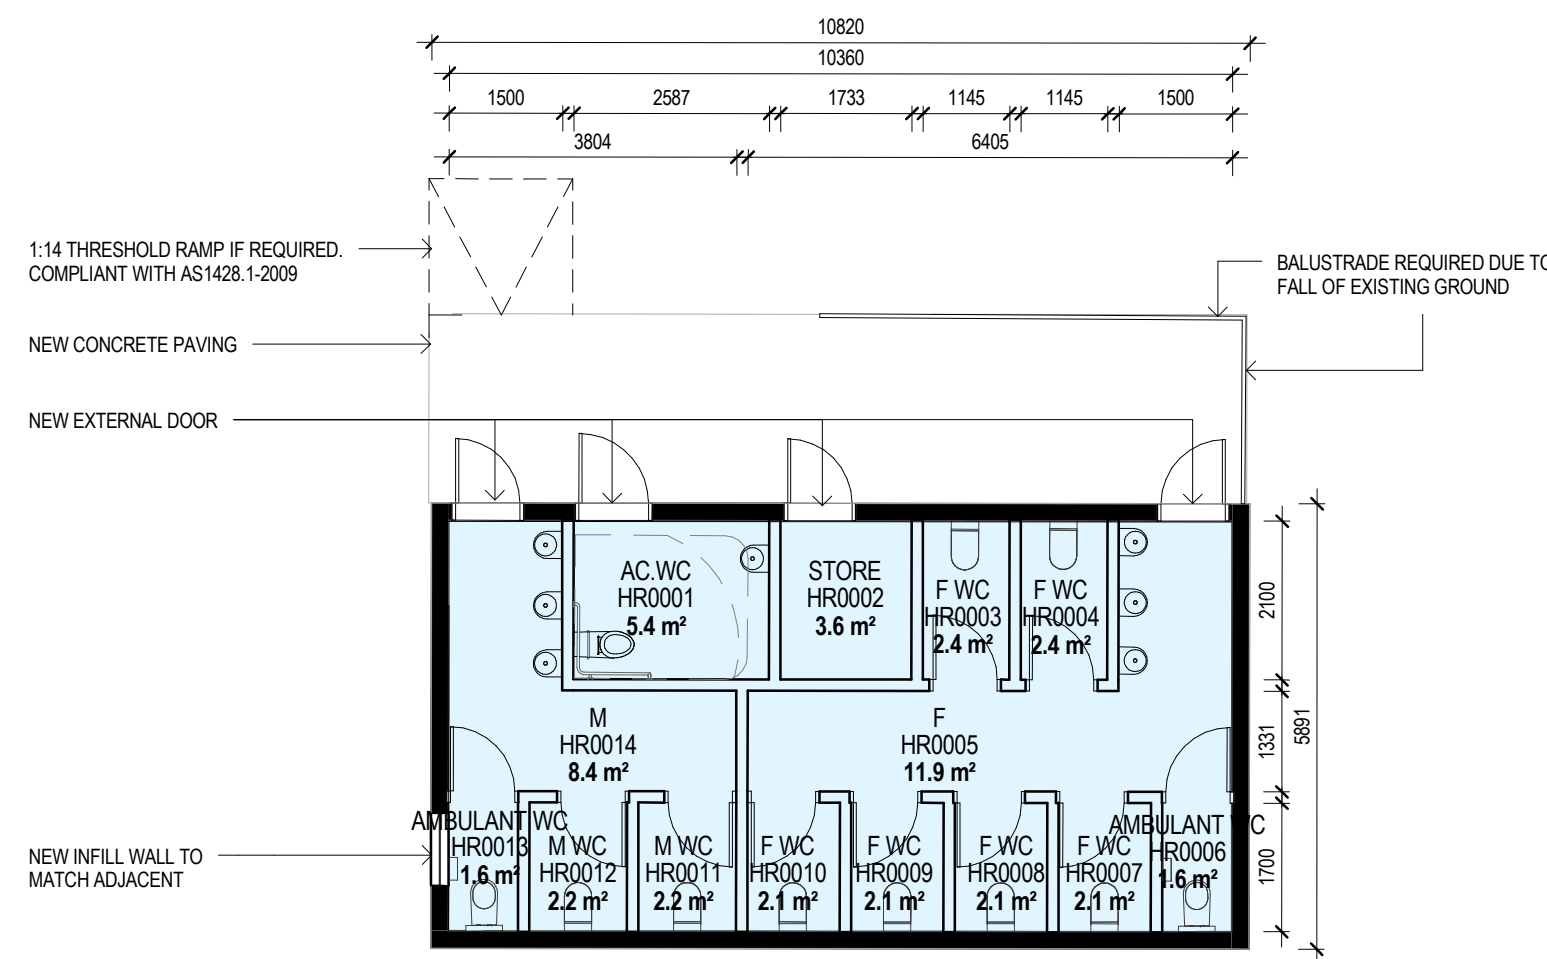 10820
10360
1500 2587 1733 1145 1145 1500
3804 6405
1:14 THRESHOLD RAMP IF REQUIRED.
COMPLIANT WITH AS1428.1-2009
BALUSTRADE REQUIRED DUE TO
FALL OF EXISTING GROUND
NEW CONCRETE PAVING
NEW EXTERNAL DOOR
AC.WC
HR0001
5.4 m²
STORE
HR0002
3.6 m²
F WC
HR0003
2.4 m²
F WC
HR0004
2.4 m²
2100
M
HR0014
8.4 m²
F
HR0005
11.9 m²
1331
5891
AMBULANT WC
HR0013
1.6 m²
M WC
HR0012
2.2 m²
M WC
HR0011
2.2 m²
F WC
HR0010
2.1 m²
F WC
HR0009
2.1 m²
F WC
HR0008
2.1 m²
F WC
HR0007
2.1 m²
AMBULANT WC
HR0006
1.6 m²
1700
NEW INFILL WALL TO
MATCH ADJACENT